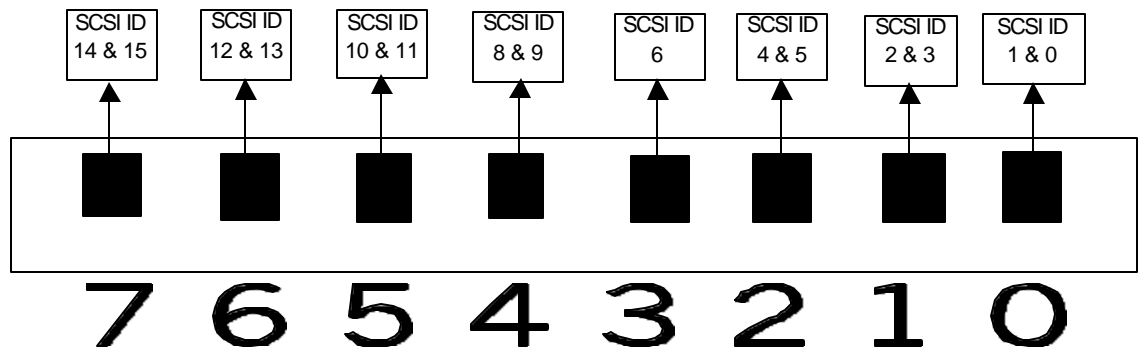 SCSI ID
14 & 15
SCSI ID
12 & 13
SCSI ID
10 & 11
SCSI ID
8 & 9
SCSI ID
6
SCSI ID
4 & 5
SCSI ID
2 & 3
SCSI ID
1 & 0
7 6 5 4 3 2 1 0